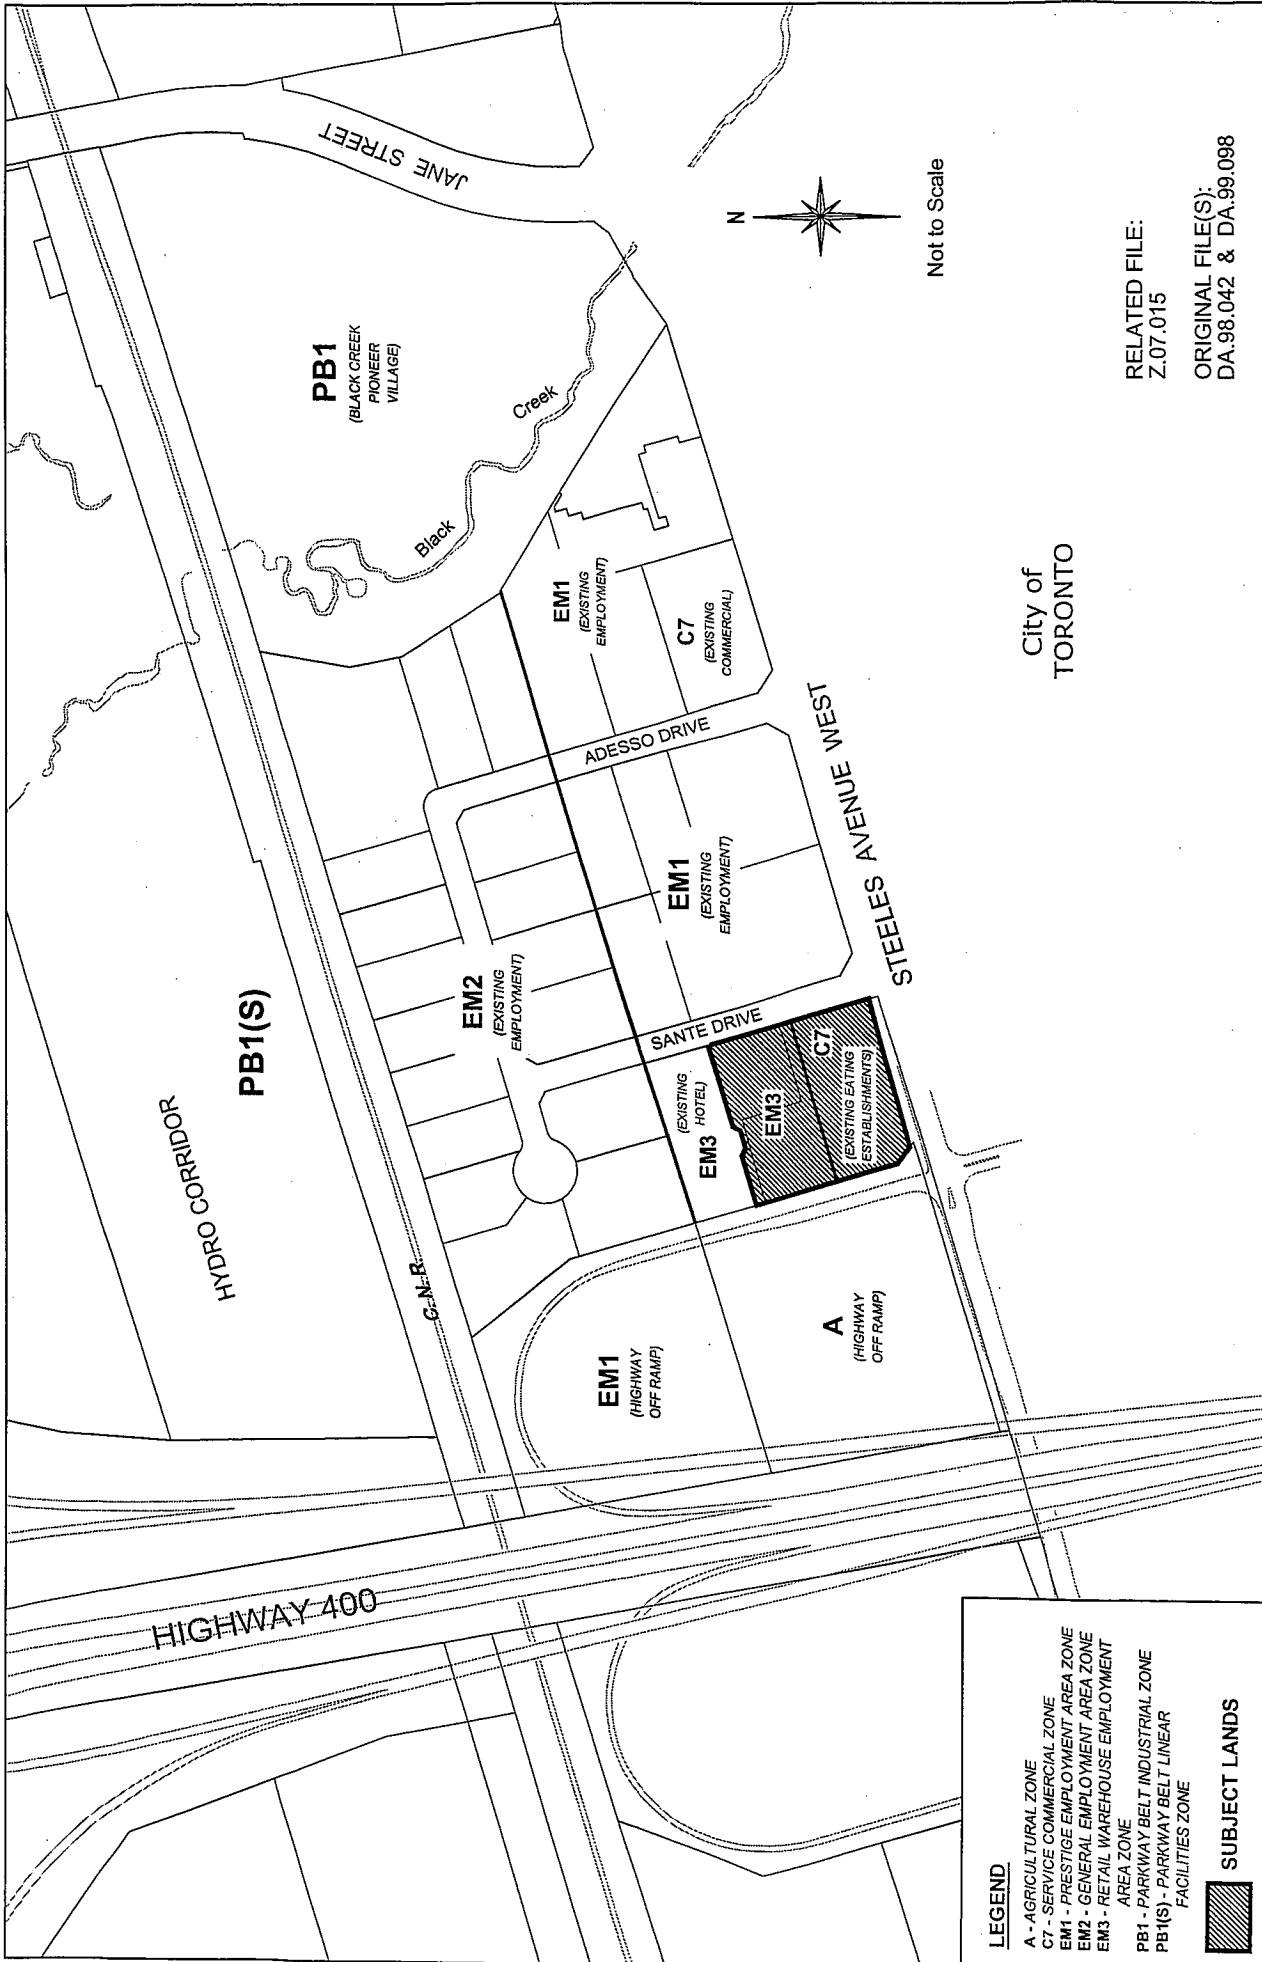 HYDRO CORRIDOR
PB1(S)
JANE STREET
PB1
(BLACK CREEK
PIONEER
VILLAGE)
Black
Creek
C.N.R.
HIGHWAY 400
EM2
(EXISTING
EMPLOYMENT)
EM1
(EXISTING
EMPLOYMENT)
C7
(EXISTING
COMMERCIAL)
ADESSO DRIVE
EM1
(EXISTING
EMPLOYMENT)
SANTE DRIVE
EM3
(EXISTING
HOTEL)
EM3
C7
(EXISTING EATING
ESTABLISHMENTS)
EM1
(HIGHWAY
OFF RAMP)
A
(HIGHWAY
OFF RAMP)
STEELES AVENUE WEST
City of
TORONTO
N
Not to Scale
LEGEND
A - AGRICULTURAL ZONE
C7 - SERVICE COMMERCIAL ZONE
EM1 - PRESTIGE EMPLOYMENT AREA ZONE
EM2 - GENERAL EMPLOYMENT AREA ZONE
EM3 - RETAIL WAREHOUSE EMPLOYMENT
AREA ZONE
PB1 - PARKWAY BELT INDUSTRIAL ZONE
PB1(S) - PARKWAY BELT LINEAR
FACILITIES ZONE
SUBJECT LANDS
RELATED FILE:
Z.07.015
ORIGINAL FILE(S):
DA.98.042 & DA.99.098